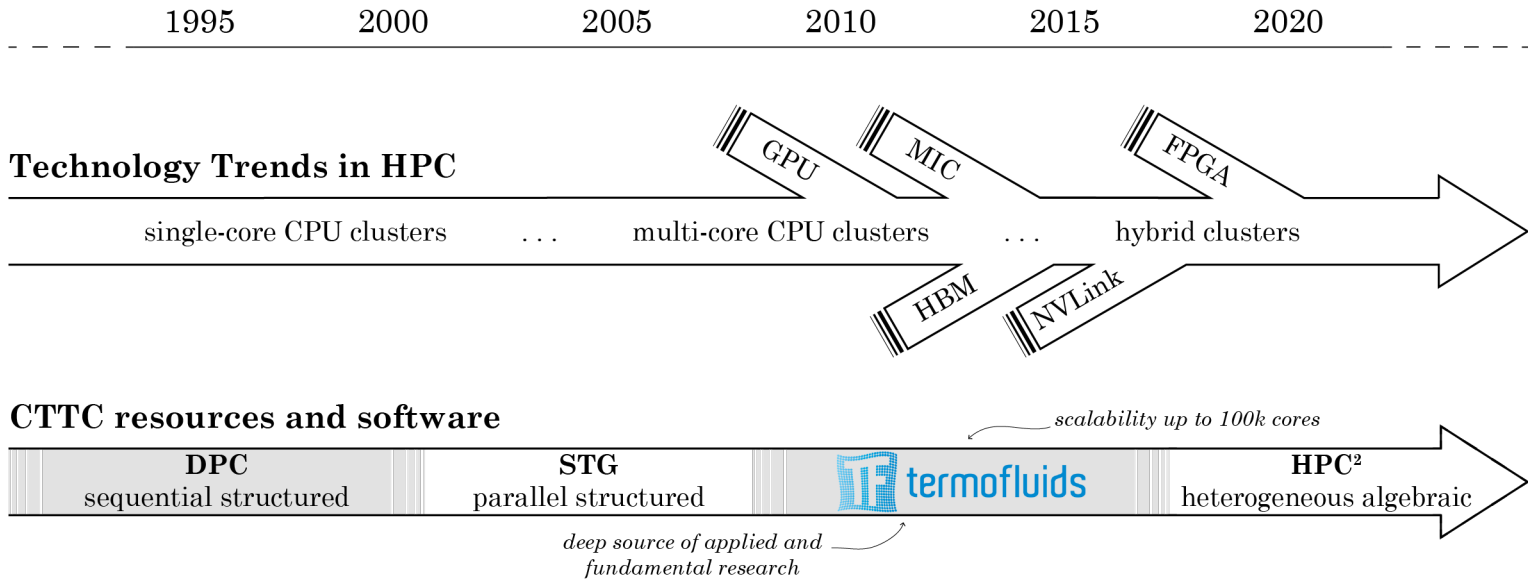 1995 2000 2005 2010 2015 2020
GPU MIC FPGA
Technology Trends in HPC
single-core CPU clusters ... multi-core CPU clusters ... hybrid clusters
HBM NVLink
CTTC resources and software
scalability up to 100k cores
DPC STG TF termofluids HPC²
sequential structured parallel structured heterogeneous algebraic
deep source of applied and
fundamental research